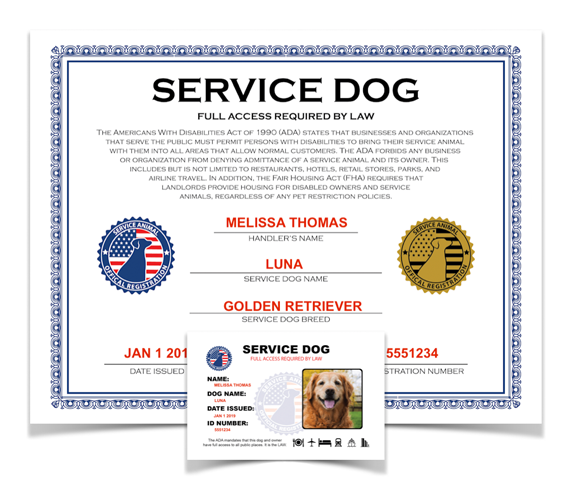 SERVICE DOG
FULL ACCESS REQUIRED BY LAW
THE AMERICANS WITH DISABILITIES ACT OF 1990 (ADA) STATES THAT BUSINESSES AND ORGANIZATIONS
THAT SERVE THE PUBLIC MUST PERMIT PERSONS WITH DISABILITIES TO BRING THEIR SERVICE ANIMAL
WITH THEM INTO ALL AREAS THAT ALLOW NORMAL CUSTOMERS. THE ADA FORBIDS ANY BUSINESS
OR ORGANIZATION FROM DENYING ADMITTANCE OF A SERVICE ANIMAL AND ITS OWNER. THIS
INCLUDES BUT IS NOT LIMITED TO RESTAURANTS, HOTELS, RETAIL STORES, PARKS, AND
AIRLINE TRAVEL. IN ADDITION, THE FAIR HOUSING ACT (FHA) REQUIRES THAT
LANDLORDS PROVIDE HOUSING FOR DISABLED OWNERS AND SERVICE
ANIMALS, REGARDLESS OF ANY PET RESTRICTION POLICIES.
SERVICE ANIMAL
OFFICAL REGISTRATION
MELISSA THOMAS
HANDLER'S NAME
LUNA
SERVICE DOG NAME
GOLDEN RETRIEVER
SERVICE DOG BREED
SERVICE ANIMAL
OFFICAL REGISTRATION
JAN 1 201
DATE ISSUED
5551234
STRATION NUMBER
SERVICE DOG
FULL ACCESS REQUIRED BY LAW
NAME:
MELISSA THOMAS
DOG NAME:
LUNA
DATE ISSUED:
JAN 1 2019
ID NUMBER:
5551234
The ADA mandates that this dog and owner
have full access to all public places. It is the LAW.